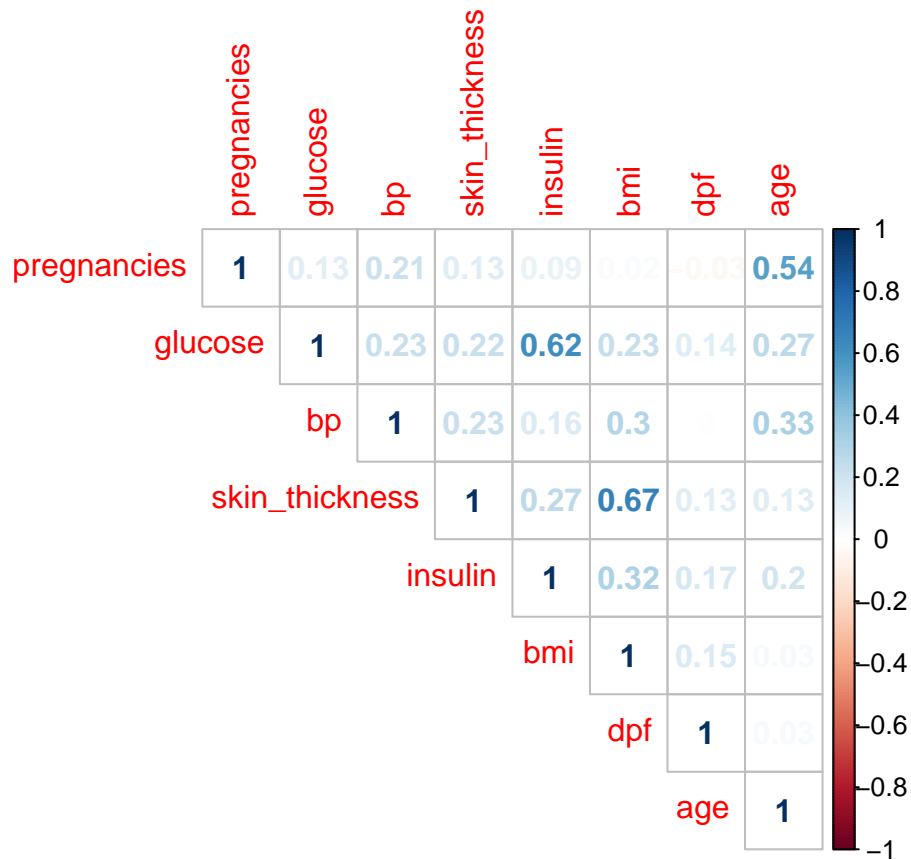 pregnancies glucose bp skin_thickness insulin bmi dpf age
pregnancies 1 0.13 0.21 0.13 0.09 0.02 −0.03 0.54
glucose 1 0.23 0.22 0.62 0.23 0.14 0.27
bp 1 0.23 0.16 0.3 0 0.33
skin_thickness 1 0.27 0.67 0.13 0.13
insulin 1 0.32 0.17 0.2
bmi 1 0.15 0.03
dpf 1 0.03
age 1
1
0.8
0.6
0.4
0.2
0
−0.2
−0.4
−0.6
−0.8
−1